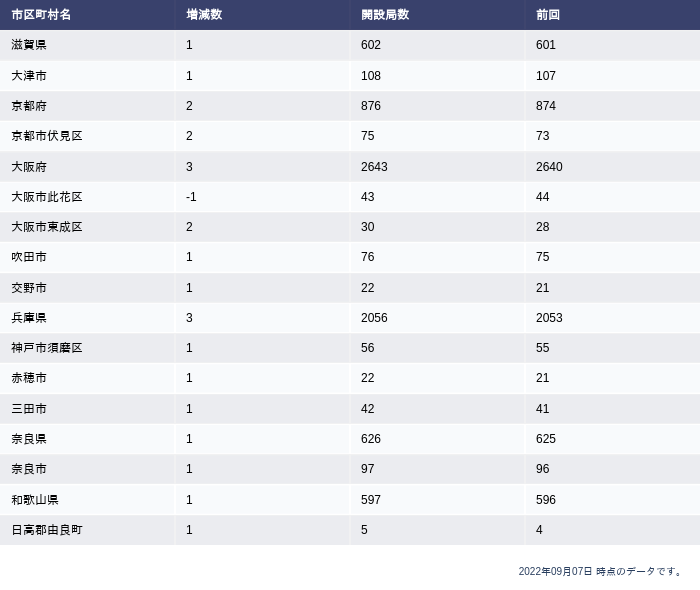 市区町村名 増減数 開設局数 前回
滋賀県 1 602 601
大津市 1 108 107
京都府 2 876 874
京都市伏見区 2 75 73
大阪府 3 2643 2640
大阪市此花区 -1 43 44
大阪市東成区 2 30 28
吹田市 1 76 75
交野市 1 22 21
兵庫県 3 2056 2053
神戸市須磨区 1 56 55
赤穂市 1 22 21
三田市 1 42 41
奈良県 1 626 625
奈良市 1 97 96
和歌山県 1 597 596
日高郡由良町 1 5 4
2022年09月07日 時点のデータです。